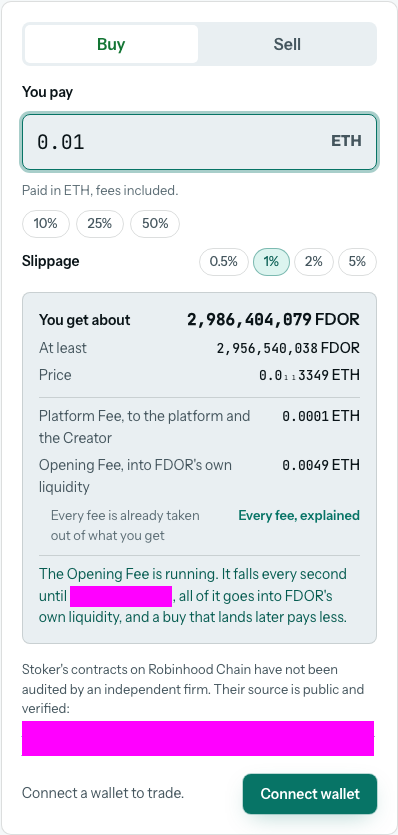 Buy Sell
You pay
0.01 ETH
Paid in ETH, fees included.
10% 25% 50%
Slippage 0.5% 1% 2% 5%
You get about 2,986,404,079 FDOR
At least 2,956,540,038 FDOR
Price 0.0₁₁3349 ETH
Platform Fee, to the platform and 0.0001 ETH
the Creator
Opening Fee, into FDOR's own 0.0049 ETH
liquidity
Every fee is already taken Every fee, explained
out of what you get
The Opening Fee is running. It falls every second
until , all of it goes into FDOR's
own liquidity, and a buy that lands later pays less.
Stoker's contracts on Robinhood Chain have not been
audited by an independent firm. Their source is public and
verified:
Connect a wallet to trade. Connect wallet